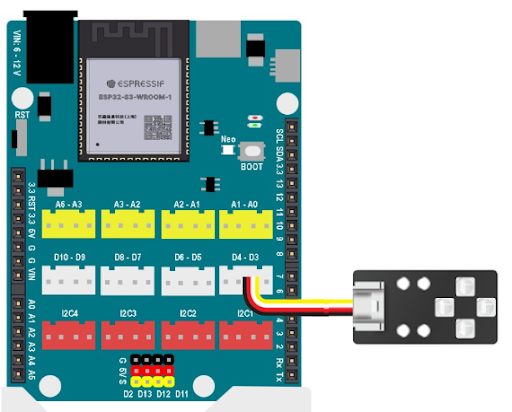 VIN: 6 - 12 V
ESPRESSIF
ESP32-S3-WROOM-1
RST
Neo
BOOT
SCL
SDA
3.3
13
12
11
10
9
8
7
6
4
3
2
Rx
Tx
3.3
RST
3.3
5V
G
G
VIN
A0
A1
A2
A3
A4
A5
A6 - A3
A3 - A2
A2 - A1
A1 - A0
D10 - D9
D8 - D7
D6 - D5
D4 - D3
I2C4
I2C3
I2C2
I2C1
G
5V
S
D2 D13 D12 D11